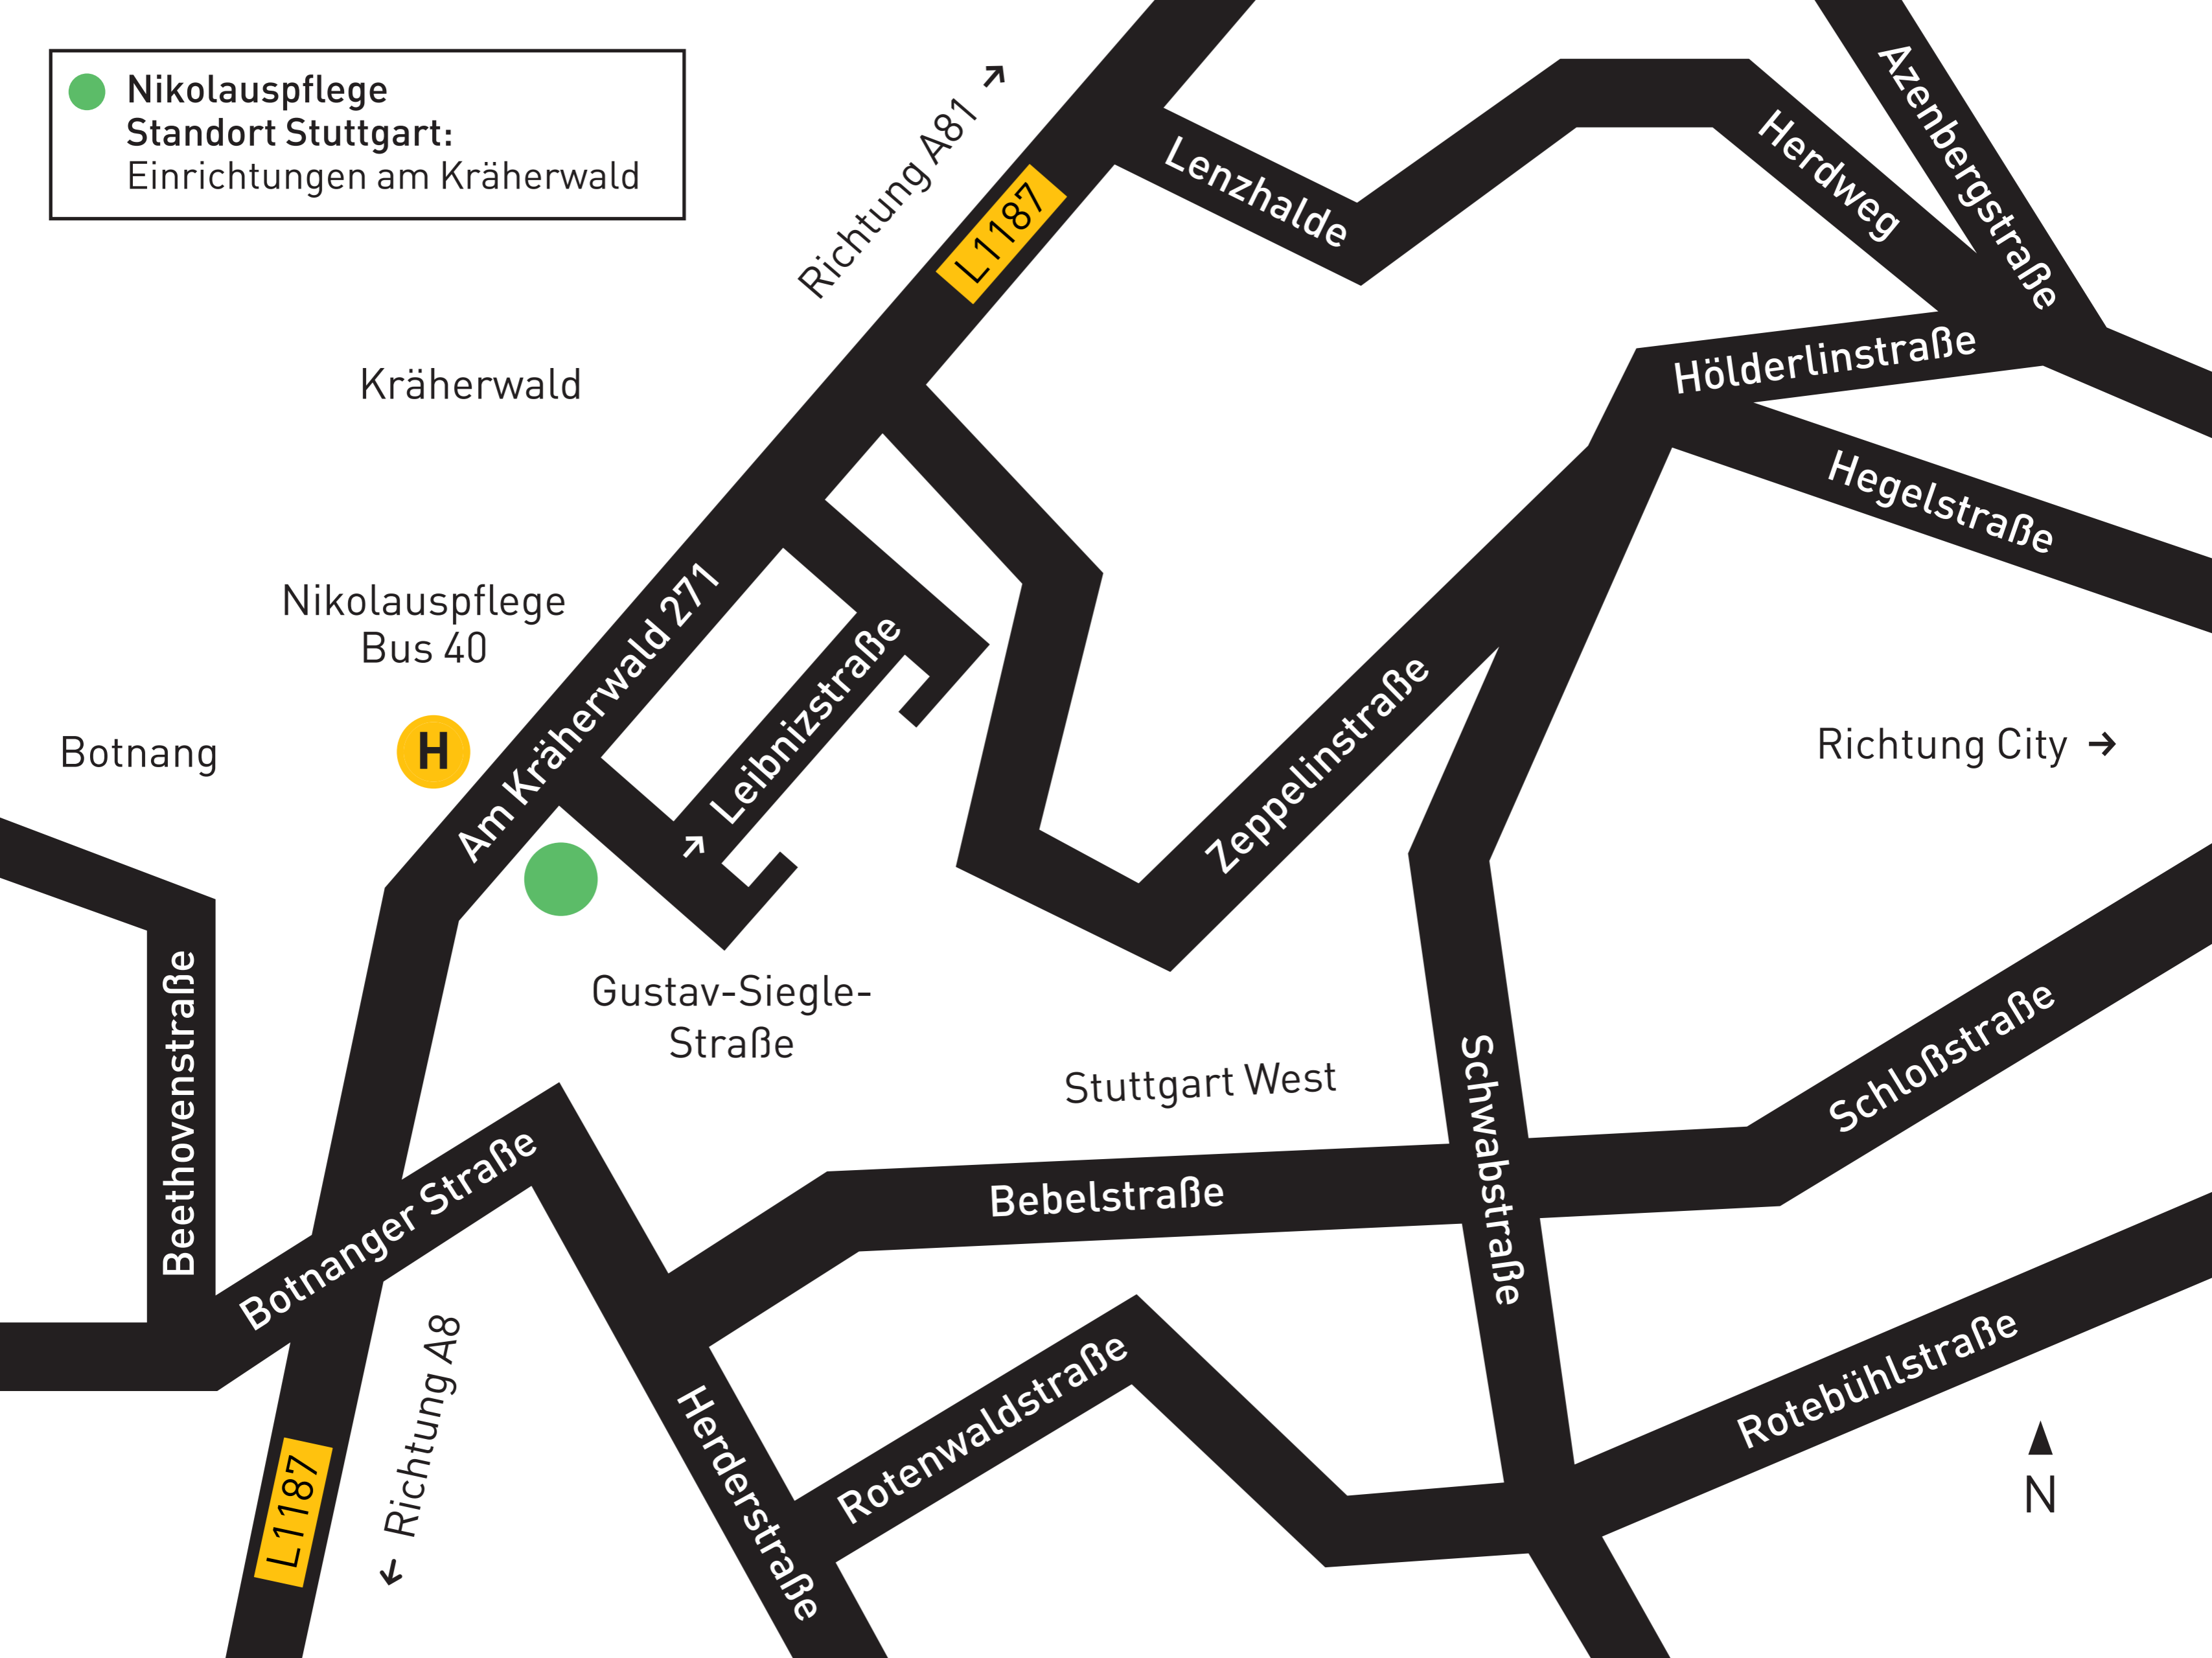 Nikolauspflege
Standort Stuttgart:
Einrichtungen am Kräherwald
Richtung A81
L1187
Lenzhalde
Herdweg
Azenbergstraße
Hölderlinstraße
Hegelstraße
Kräherwald
Nikolauspflege
Bus 40
H
Botnang
Am Kräherwald 271
Leibnizstraße
Zeppelinstraße
Richtung City
Gustav-Siegle-
Straße
Stuttgart West
Beethovenstraße
Botnanger Straße
Bebelstraße
Schwabstraße
Schloßstraße
Richtung A8
L1187
Herderstraße
Rotenwaldstraße
Rotebühlstraße
N